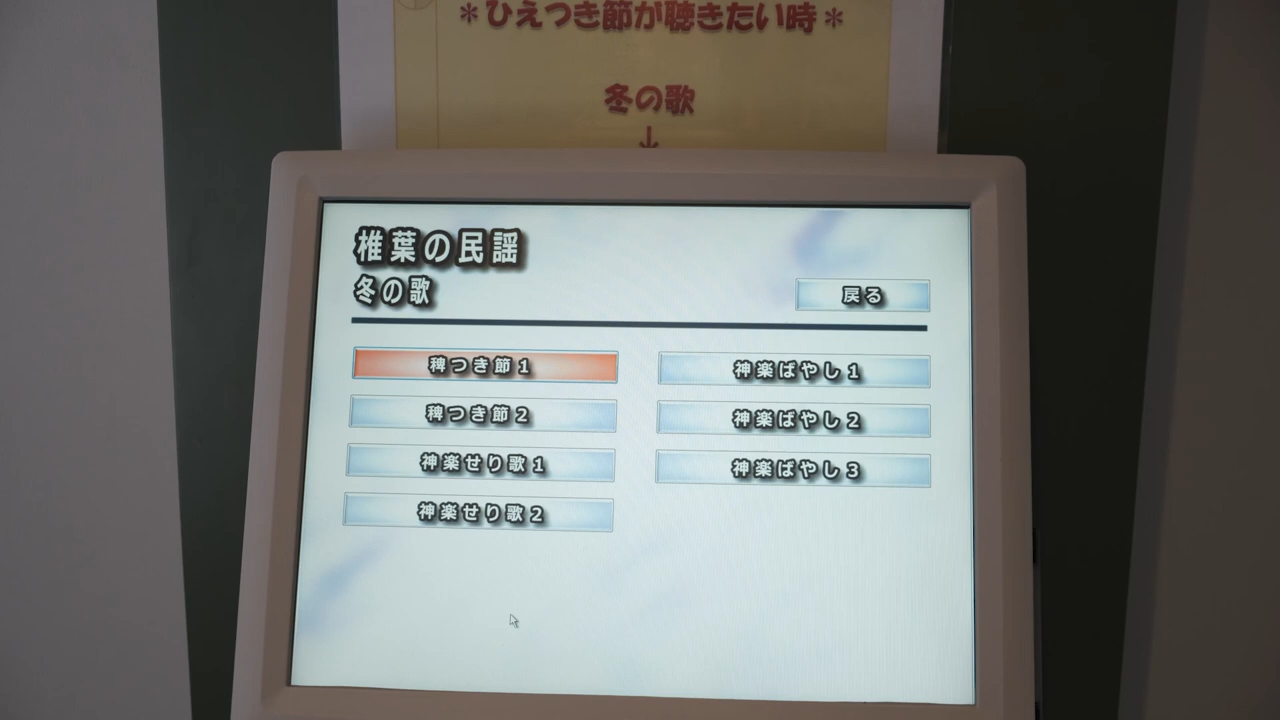 *ひえつき節が聴きたい時*
冬の歌
↓
椎葉の民謡
冬の歌
戻る
稗つき節1
神楽ばやし1
稗つき節2
神楽ばやし2
神楽せり歌1
神楽ばやし3
神楽せり歌2